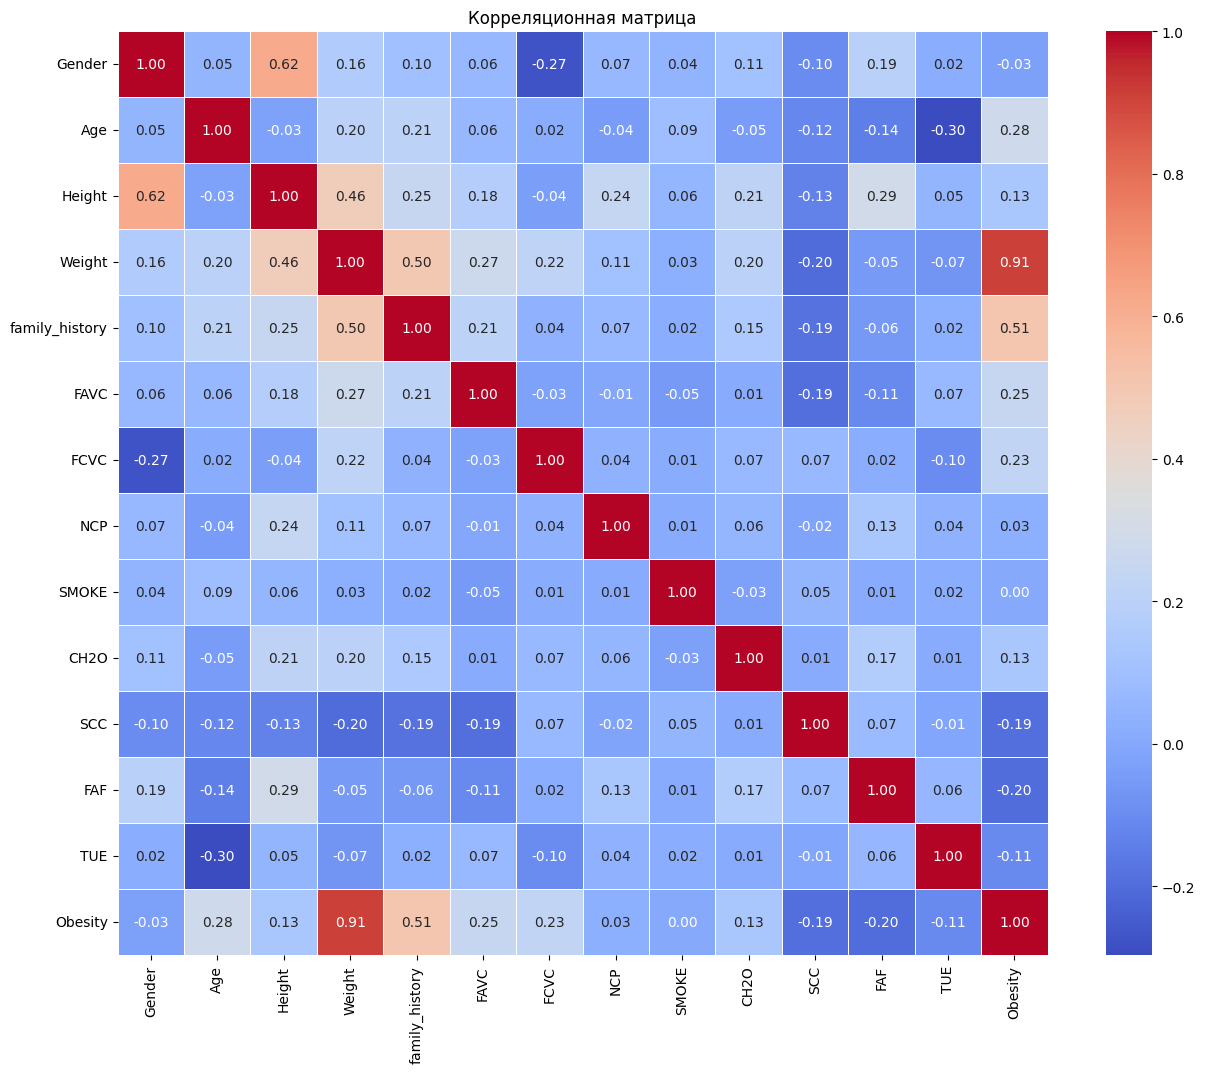 Корреляционная матрица
Gender 1.00 0.05 0.62 0.16 0.10 0.06 -0.27 0.07 0.04 0.11 -0.10 0.19 0.02 -0.03
Age 0.05 1.00 -0.03 0.20 0.21 0.06 0.02 -0.04 0.09 -0.05 -0.12 -0.14 -0.30 0.28
Height 0.62 -0.03 1.00 0.46 0.25 0.18 -0.04 0.24 0.06 0.21 -0.13 0.29 0.05 0.13
Weight 0.16 0.20 0.46 1.00 0.50 0.27 0.22 0.11 0.03 0.20 -0.20 -0.05 -0.07 0.91
family_history 0.10 0.21 0.25 0.50 1.00 0.21 0.04 0.07 0.02 0.15 -0.19 -0.06 0.02 0.51
FAVC 0.06 0.06 0.18 0.27 0.21 1.00 -0.03 -0.01 -0.05 0.01 -0.19 -0.11 0.07 0.25
FCVC -0.27 0.02 -0.04 0.22 0.04 -0.03 1.00 0.04 0.01 0.07 0.07 0.02 -0.10 0.23
NCP 0.07 -0.04 0.24 0.11 0.07 -0.01 0.04 1.00 0.01 0.06 -0.02 0.13 0.04 0.03
SMOKE 0.04 0.09 0.06 0.03 0.02 -0.05 0.01 0.01 1.00 -0.03 0.05 0.01 0.02 0.00
CH2O 0.11 -0.05 0.21 0.20 0.15 0.01 0.07 0.06 -0.03 1.00 0.01 0.17 0.01 0.13
SCC -0.10 -0.12 -0.13 -0.20 -0.19 -0.19 0.07 -0.02 0.05 0.01 1.00 0.07 -0.01 -0.19
FAF 0.19 -0.14 0.29 -0.05 -0.06 -0.11 0.02 0.13 0.01 0.17 0.07 1.00 0.06 -0.20
TUE 0.02 -0.30 0.05 -0.07 0.02 0.07 -0.10 0.04 0.02 0.01 -0.01 0.06 1.00 -0.11
Obesity -0.03 0.28 0.13 0.91 0.51 0.25 0.23 0.03 0.00 0.13 -0.19 -0.20 -0.11 1.00
Gender Age Height Weight family_history FAVC FCVC NCP SMOKE CH2O SCC FAF TUE Obesity
1.0
0.8
0.6
0.4
0.2
0.0
−0.2